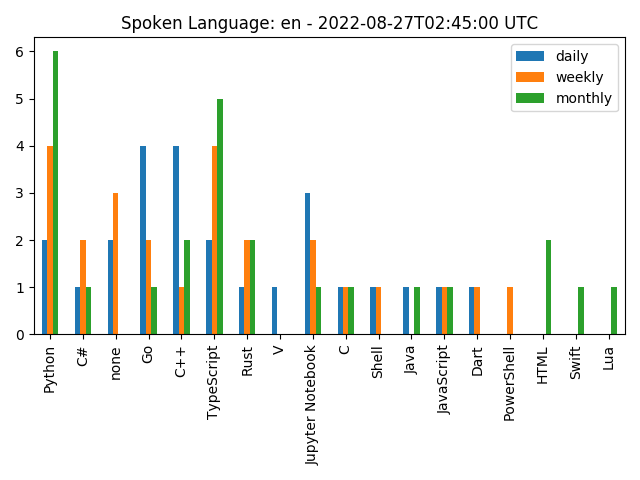 Spoken Language: en - 2022-08-27T02:45:00 UTC
daily
weekly
monthly
6
5
4
3
2
1
0
Python
C#
none
Go
C++
TypeScript
Rust
V
Jupyter Notebook
C
Shell
Java
JavaScript
Dart
PowerShell
HTML
Swift
Lua